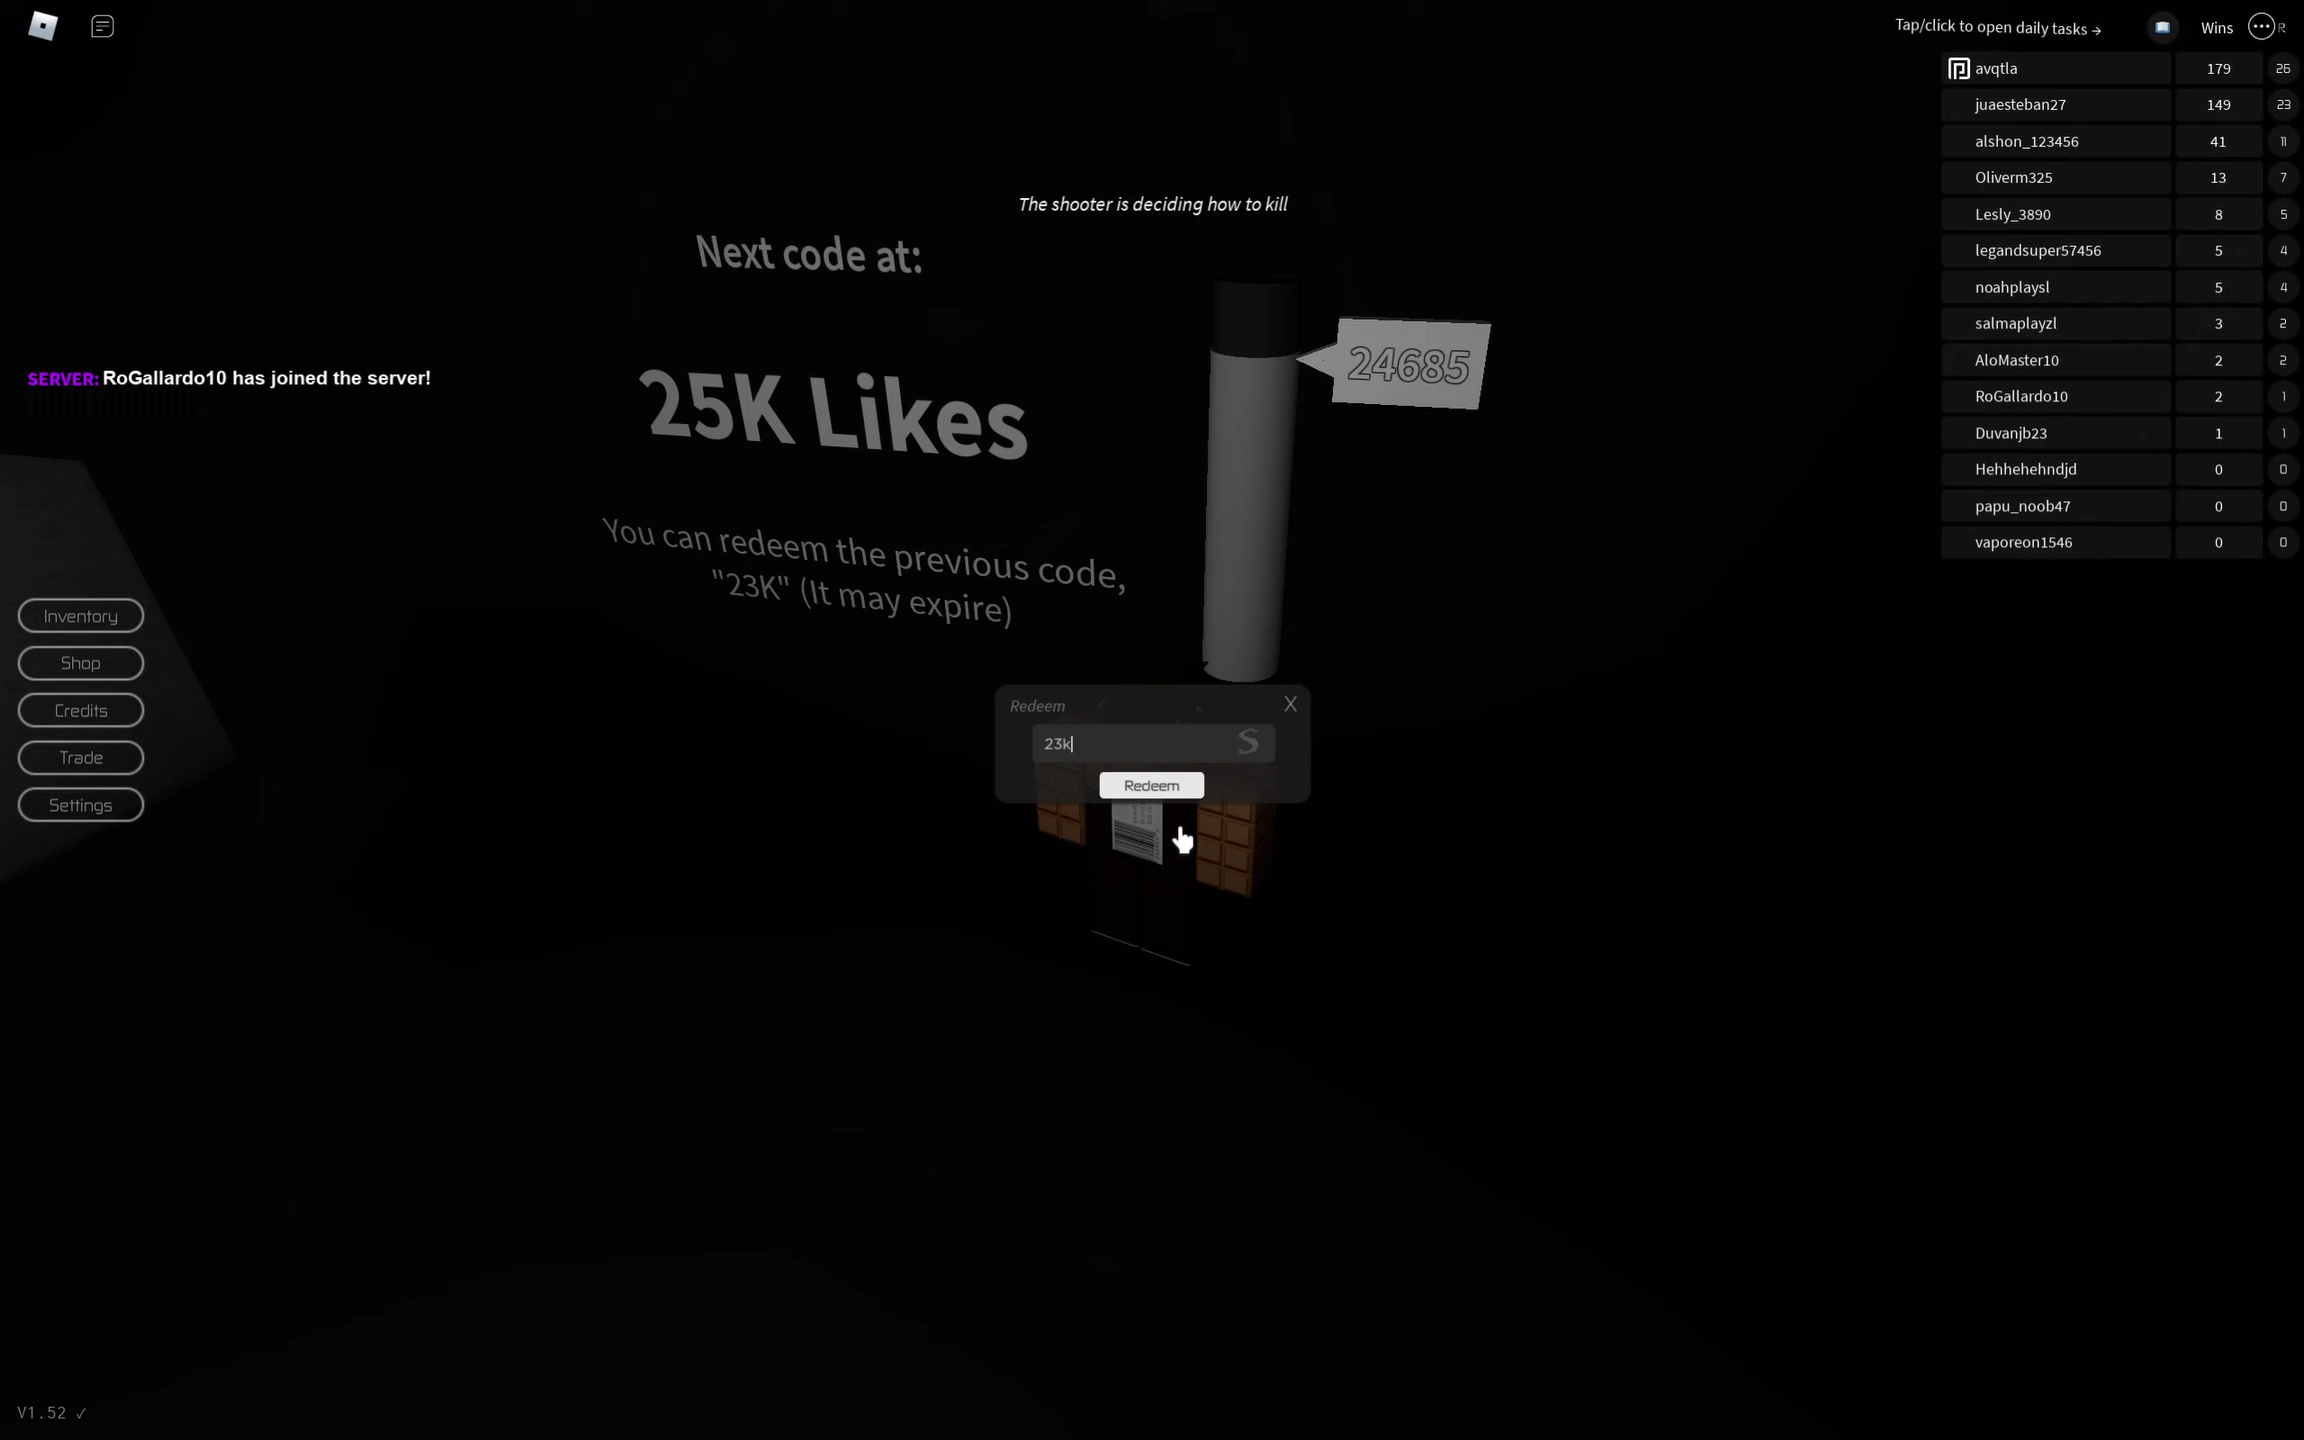 Tap/click to open daily tasks → Wins
avqtla 179 26
juaesteban27 149 23
alshon_123456 41 11
Oliverm325 13 7
Lesly_3890 8 5
legandsuper57456 5 4
noahplaysl 5 4
salmaplayzl 3 2
AloMaster10 2 2
RoGallardo10 2 1
Duvanjb23 1 1
Hehhehehndjd 0 0
papu_noob47 0 0
vaporeon1546 0 0
The shooter is deciding how to kill
Next code at:
25K Likes
24685
You can redeem the previous code,
"23K" (It may expire)
SERVER: RoGallardo10 has joined the server!
Inventory
Shop
Credits
Trade
Settings
Redeem X
23k
Redeem
V1.52 ✓